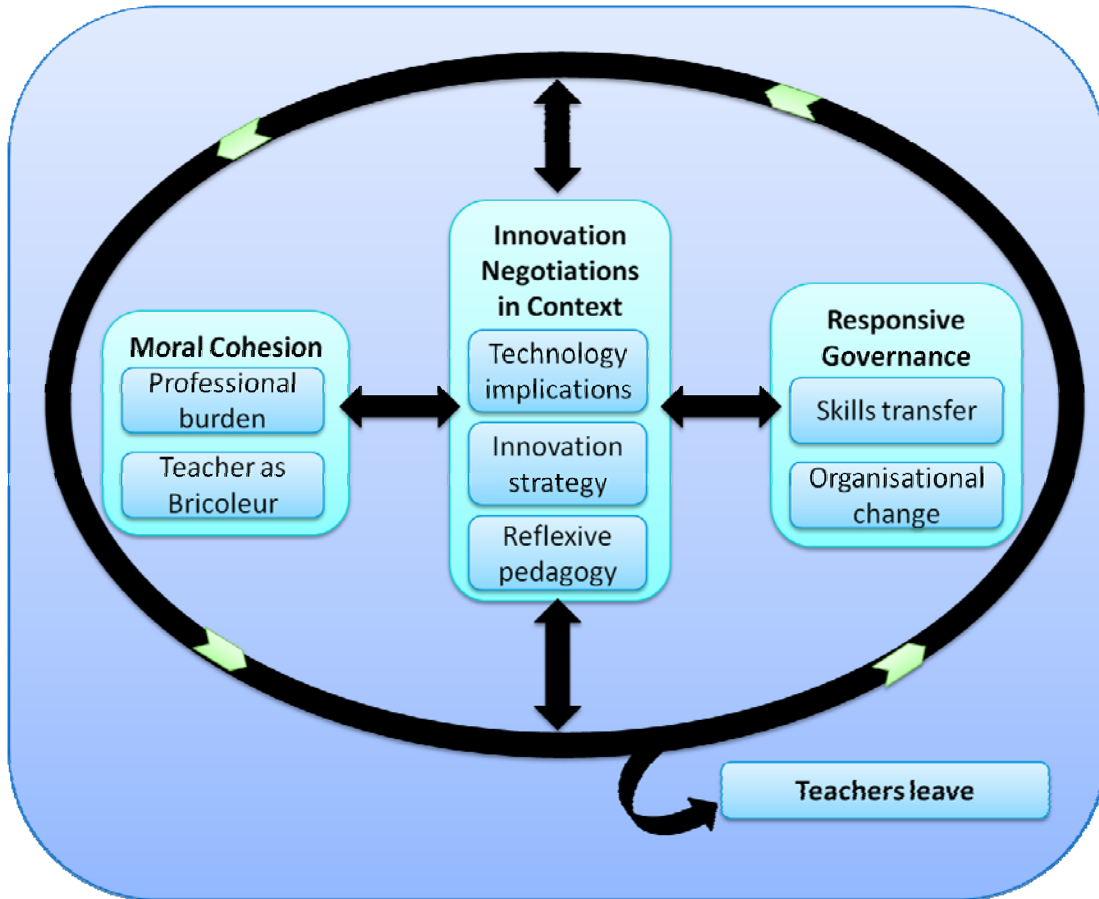 Moral Cohesion
Professional
burden
Teacher as
Bricoleur
Innovation
Negotiations
in Context
Technology
implications
Innovation
strategy
Reflexive
pedagogy
Responsive
Governance
Skills transfer
Organisational
change
Teachers leave